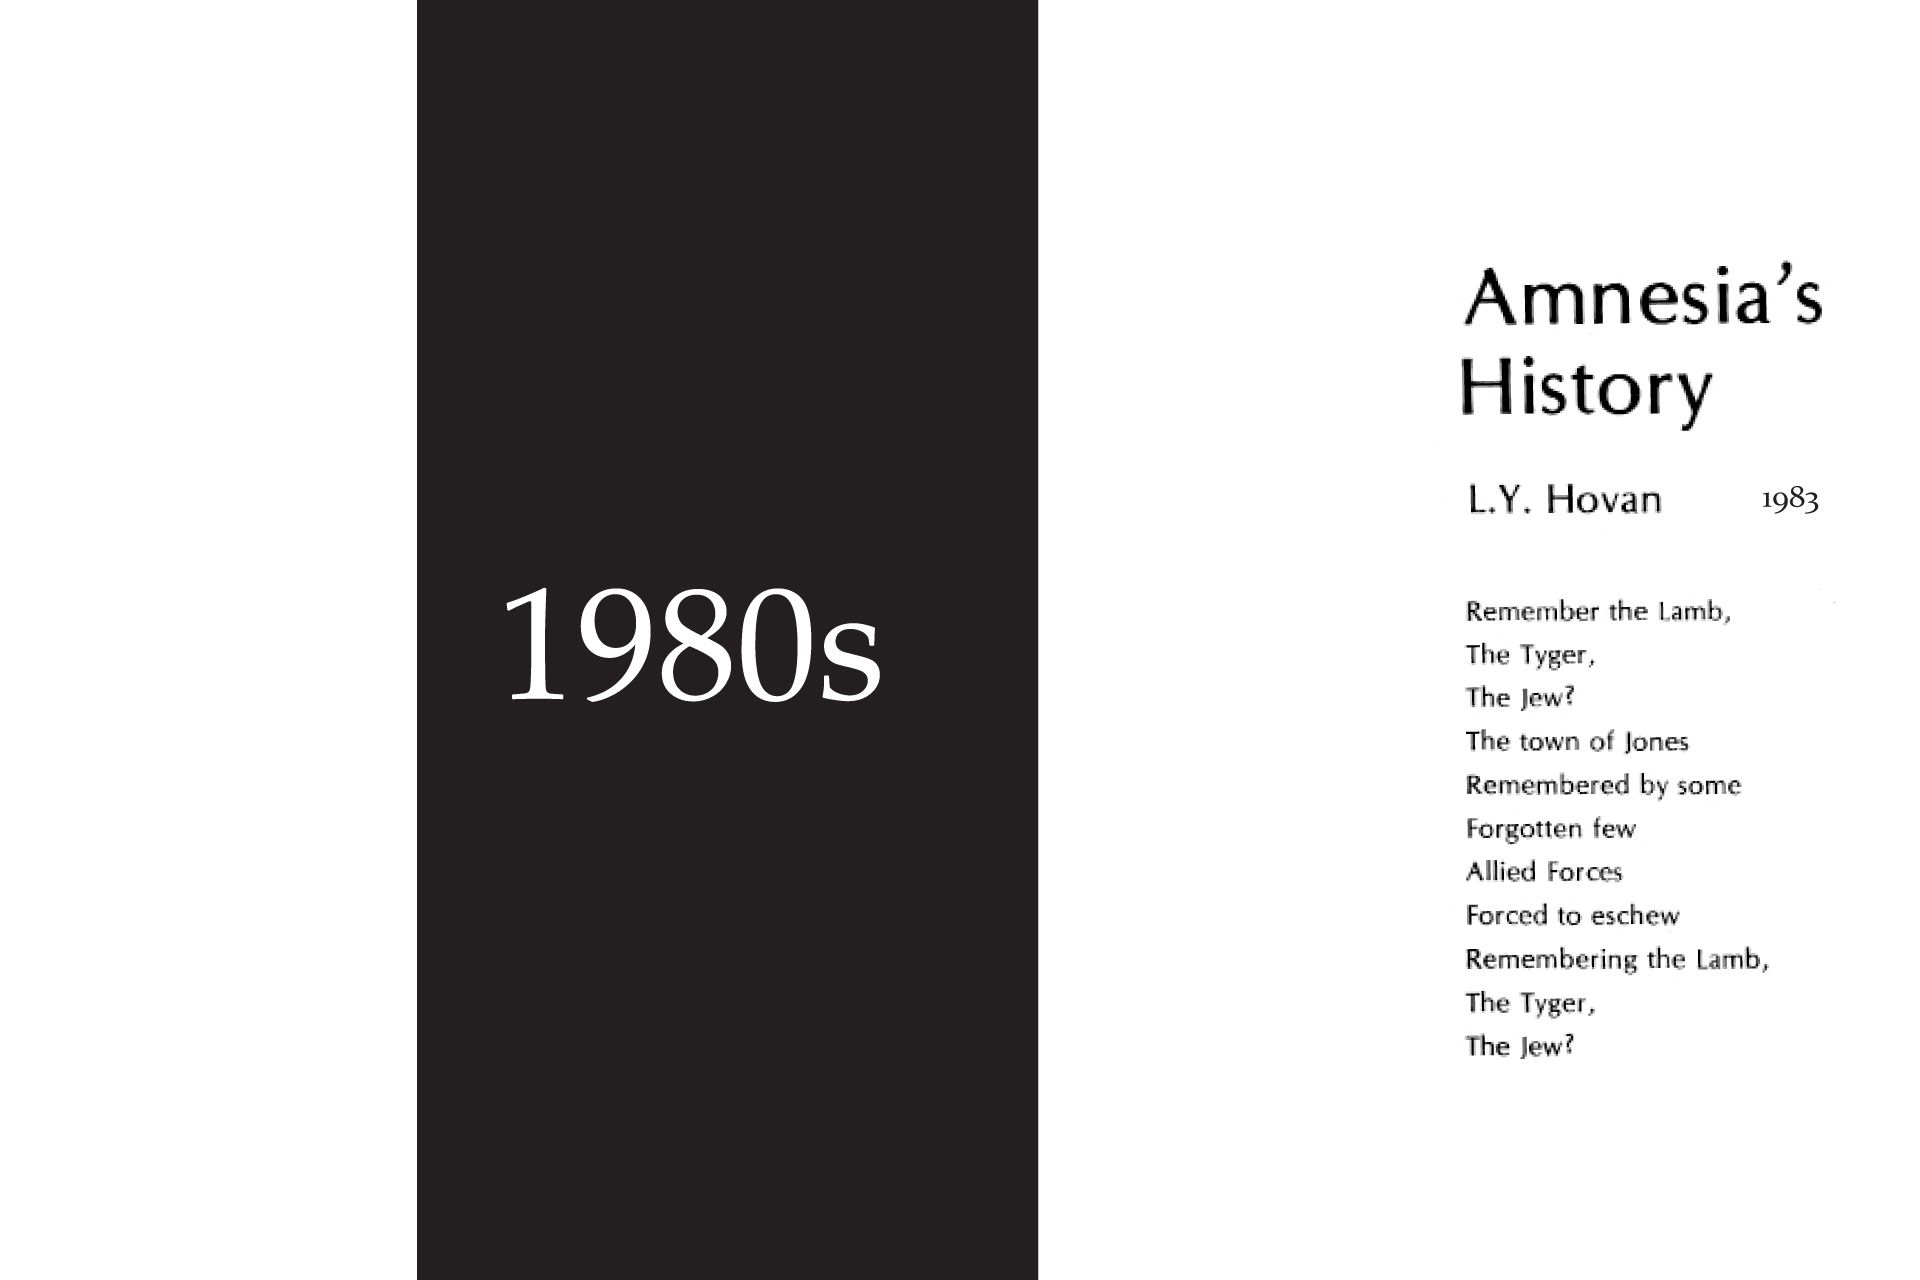 1980s
Amnesia's
History
L.Y. Hovan 1983
Remember the Lamb,
The Tyger,
The Jew?
The town of Jones
Remembered by some
Forgotten few
Allied Forces
Forced to eschew
Remembering the Lamb,
The Tyger,
The Jew?